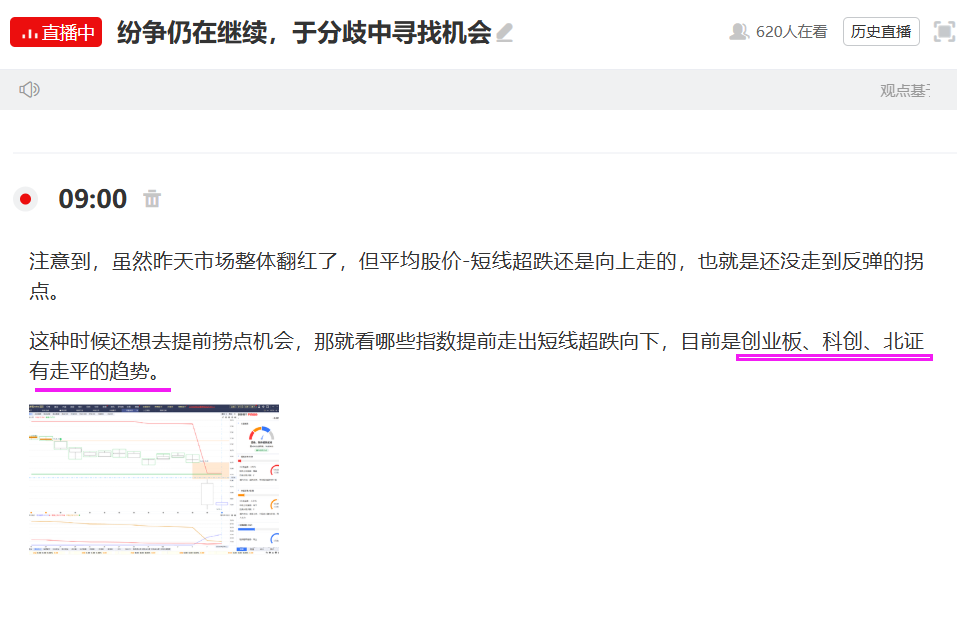 直播中 纷争仍在继续，于分歧中寻找机会 620人在看 历史直播
观点基
09:00
注意到，虽然昨天市场整体翻红了，但平均股价-短线超跌还是向上走的，也就是还没走到反弹的拐
点。
这种时候还想去提前捞点机会，那就看哪些指数提前走出短线超跌向下，目前是创业板、科创、北证
有走平的趋势。